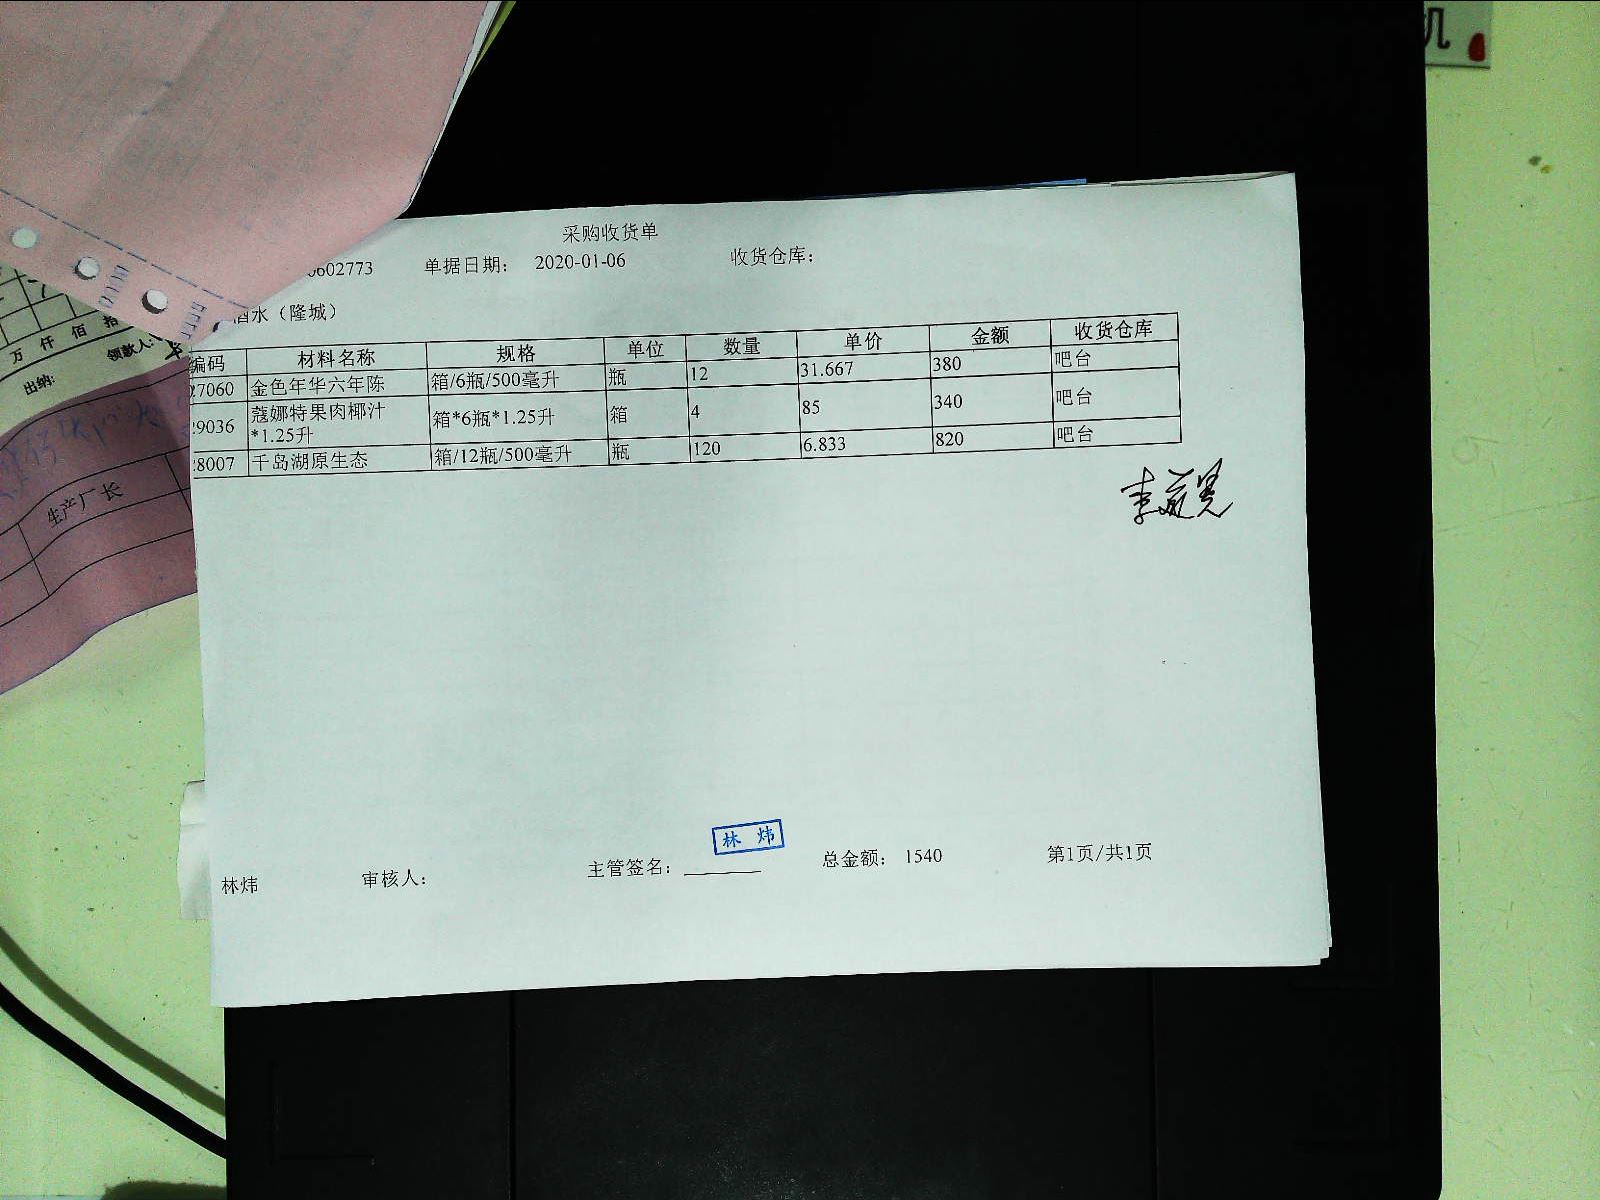 机
采购收货单
0602773 单据日期： 2020-01-06 收货仓库：
酒水（隆城）
编码 材料名称 规格 单位 数量 单价 金额 收货仓库
27060 金色年华六年陈 箱/6瓶/500毫升 瓶 12 31.667 380 吧台
29036 蔻娜特果肉椰汁*1.25升 箱*6瓶*1.25升 箱 4 85 340 吧台
28007 千岛湖原生态 箱/12瓶/500毫升 瓶 120 6.833 820 吧台
林炜
林炜 审核人： 主管签名： 总金额： 1540 第1页/共1页
万 仟 佰 拾
领款人：
出纳：
生产厂长